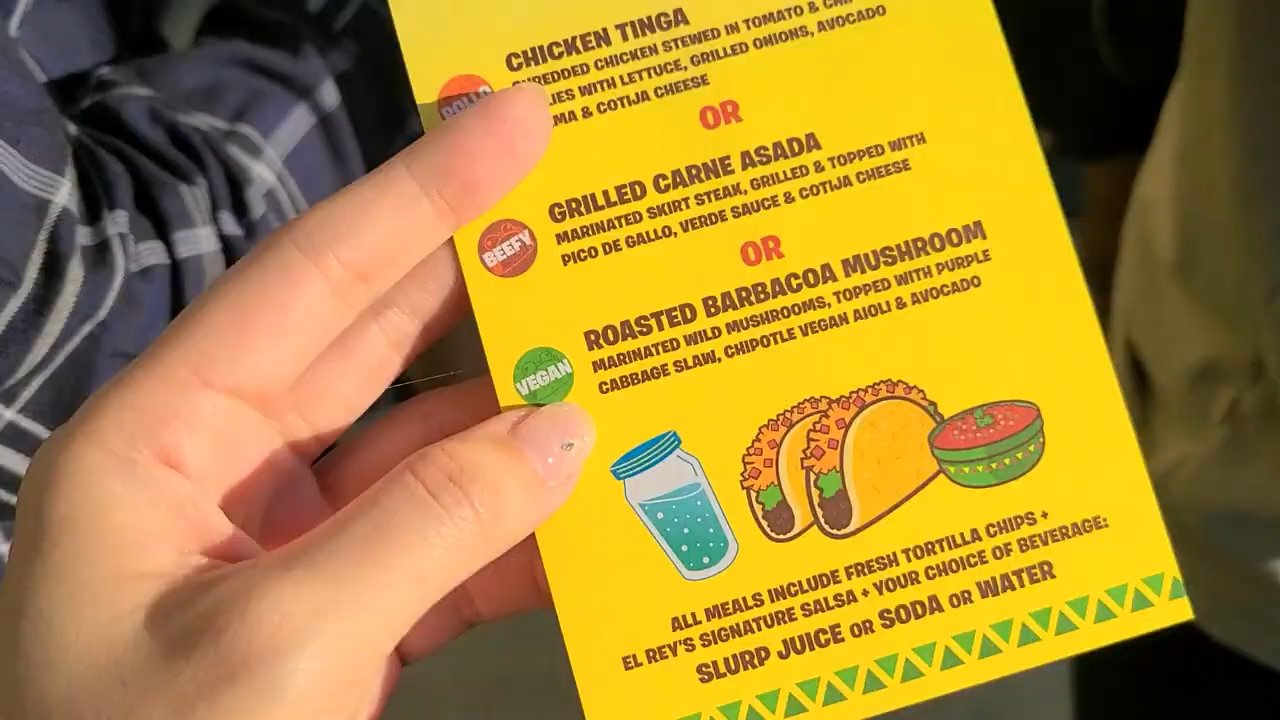 CHICKEN TINGA
SHREDDED CHICKEN STEWED IN TOMATO &
WITH LETTUCE, GRILLED ONIONS, AVOCADO
& COTIJA CHEESE
POLLO
OR
GRILLED CARNE ASADA
MARINATED SKIRT STEAK, GRILLED & TOPPED WITH
PICO DE GALLO, VERDE SAUCE & COTIJA CHEESE
BEEFY
OR
ROASTED BARBACOA MUSHROOM
MARINATED WILD MUSHROOMS, TOPPED WITH PURPLE
CABBAGE SLAW, CHIPOTLE VEGAN AIOLI & AVOCADO
VEGAN
ALL MEALS INCLUDE FRESH TORTILLA CHIPS +
EL REY'S SIGNATURE SALSA + YOUR CHOICE OF BEVERAGE:
SLURP JUICE OR SODA OR WATER